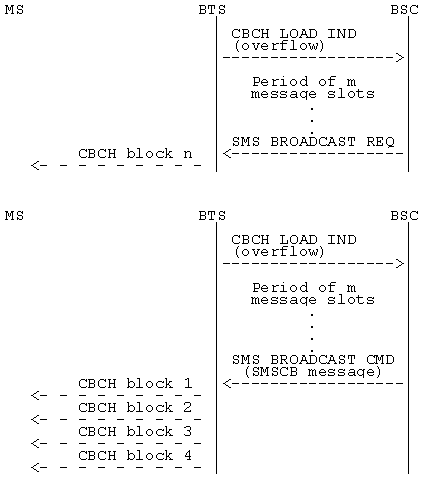 MS BTS BSC
CBCH LOAD IND
(overflow)
Period of m
message slots
.
.
.
SMS BROADCAST REQ
CBCH block n
MS BTS BSC
CBCH LOAD IND
(overflow)
Period of m
message slots
.
.
.
.
SMS BROADCAST CMD
(SMSCB message)
CBCH block 1
CBCH block 2
CBCH block 3
CBCH block 4